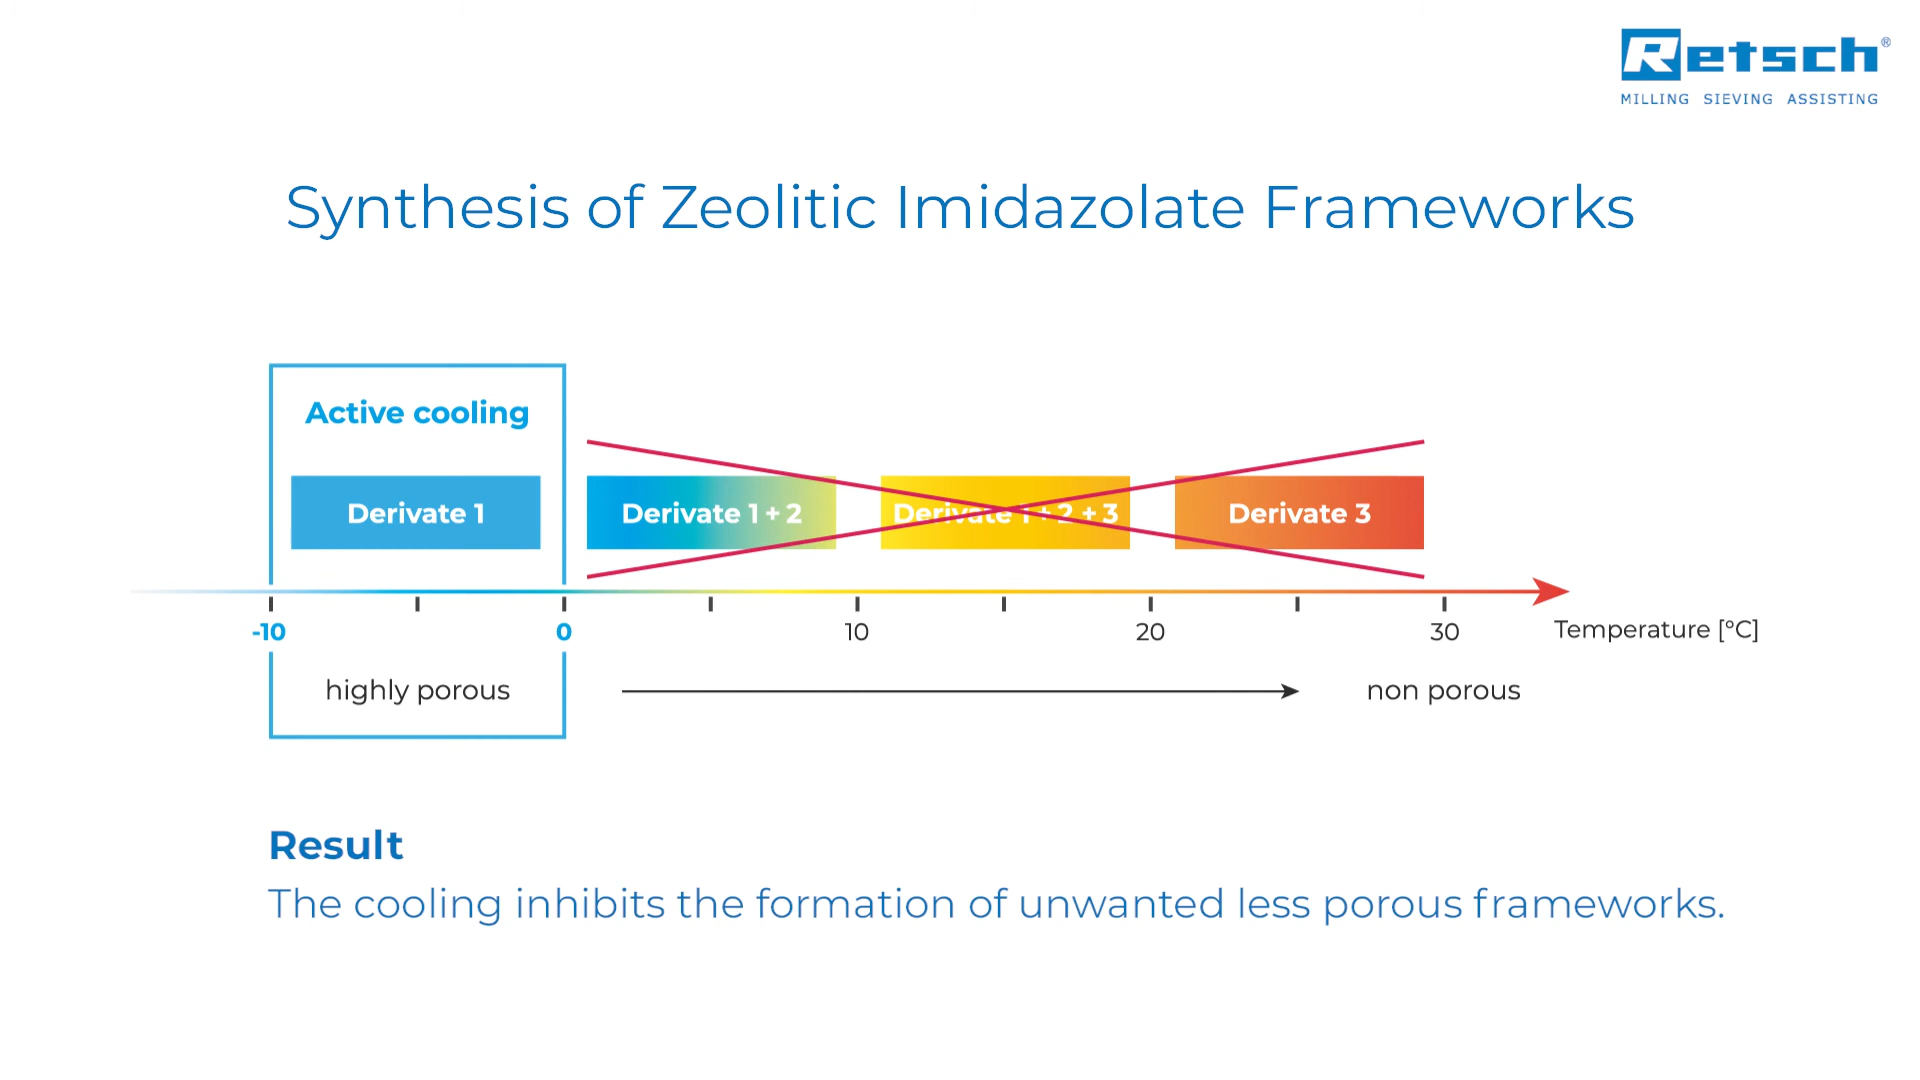 Retsch®
MILLING SIEVING ASSISTING
Synthesis of Zeolitic Imidazolate Frameworks
Active cooling
Derivate 1
Derivate 1 + 2
Derivate 1 + 2 + 3
Derivate 3
-10
0
10
20
30
Temperature [°C]
highly porous
non porous
Result
The cooling inhibits the formation of unwanted less porous frameworks.